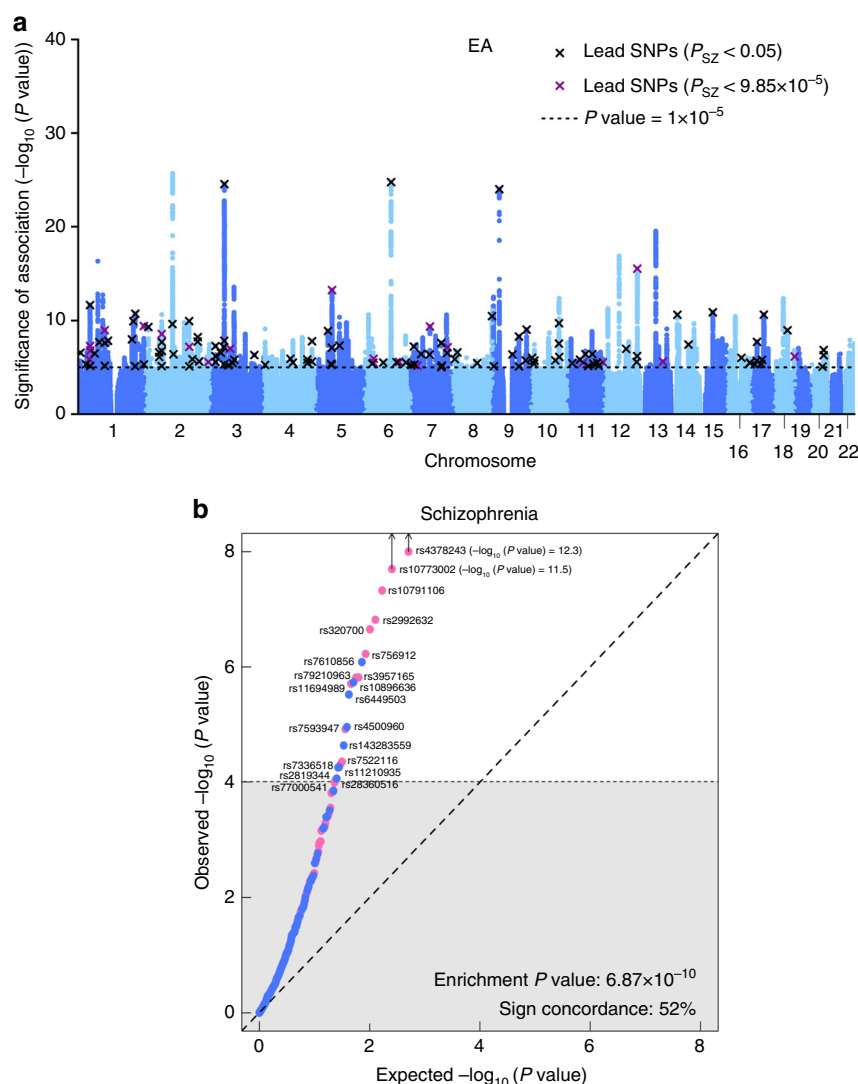 a
EA
Lead SNPs (P_SZ < 0.05)
Lead SNPs (P_SZ < 9.85×10⁻⁵)
P value = 1×10⁻⁵
Significance of association (–log₁₀ (P value))
40
30
20
10
0
1 2 3 4 5 6 7 8 9 10 11 12 13 14 15 17 19 21
16 18 20 22
Chromosome
b
Schizophrenia
Observed –log₁₀ (P value)
8
6
4
2
0
rs4378243 (–log₁₀ (P value) = 12.3)
rs10773002 (–log₁₀ (P value) = 11.5)
rs10791106
rs2992632
rs320700
rs756912
rs7610856
rs79210963 rs3957165
rs11694989 rs10896636
rs6449503
rs7593947 rs4500960
rs143283559
rs7336518 rs7522116
rs2819344 rs11210935
rs77000541 rs28360516
Enrichment P value: 6.87×10⁻¹⁰
Sign concordance: 52%
0 2 4 6 8
Expected –log₁₀ (P value)